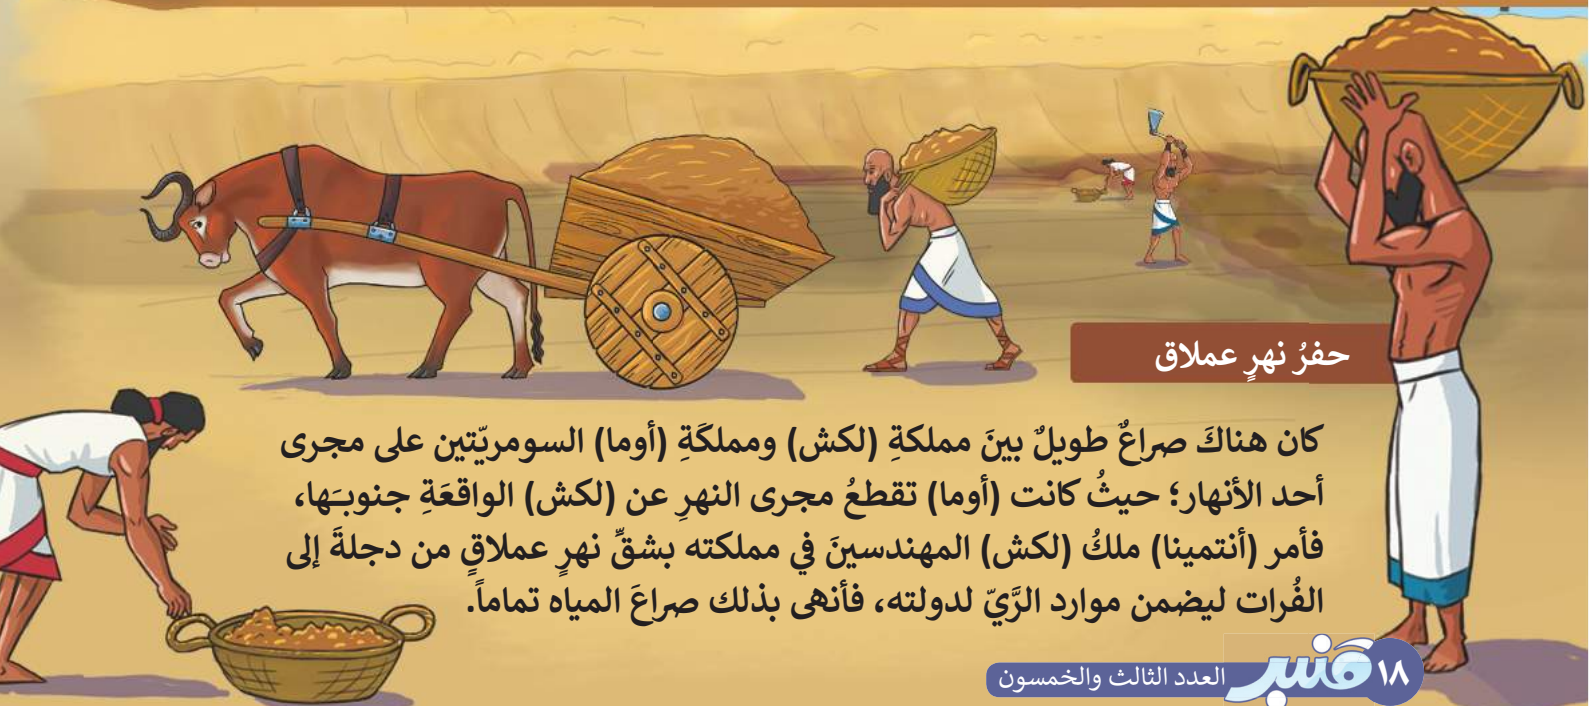 حفرُ نهرٍ عملاق
كان هناكَ صراعٌ طويلٌ بينَ مملكةِ (لكش) ومملكَةِ (أوما) السومريّتين على مجرى
أحد الأنهار؛ حيثُ كانت (أوما) تقطعُ مجرى النهرِ عن (لكش) الواقعَةِ جنوبَـها،
فأمر (أنتمينا) ملكُ (لكش) المهندسينَ في مملكته بشقِّ نهرٍ عملاقٍ من دجلةَ إلى
الفُرات ليضمن موارد الرَّيّ لدولته، فأنهى بذلك صراعَ المياه تماماً.
١٨ قنبر العدد الثالث والخمسون